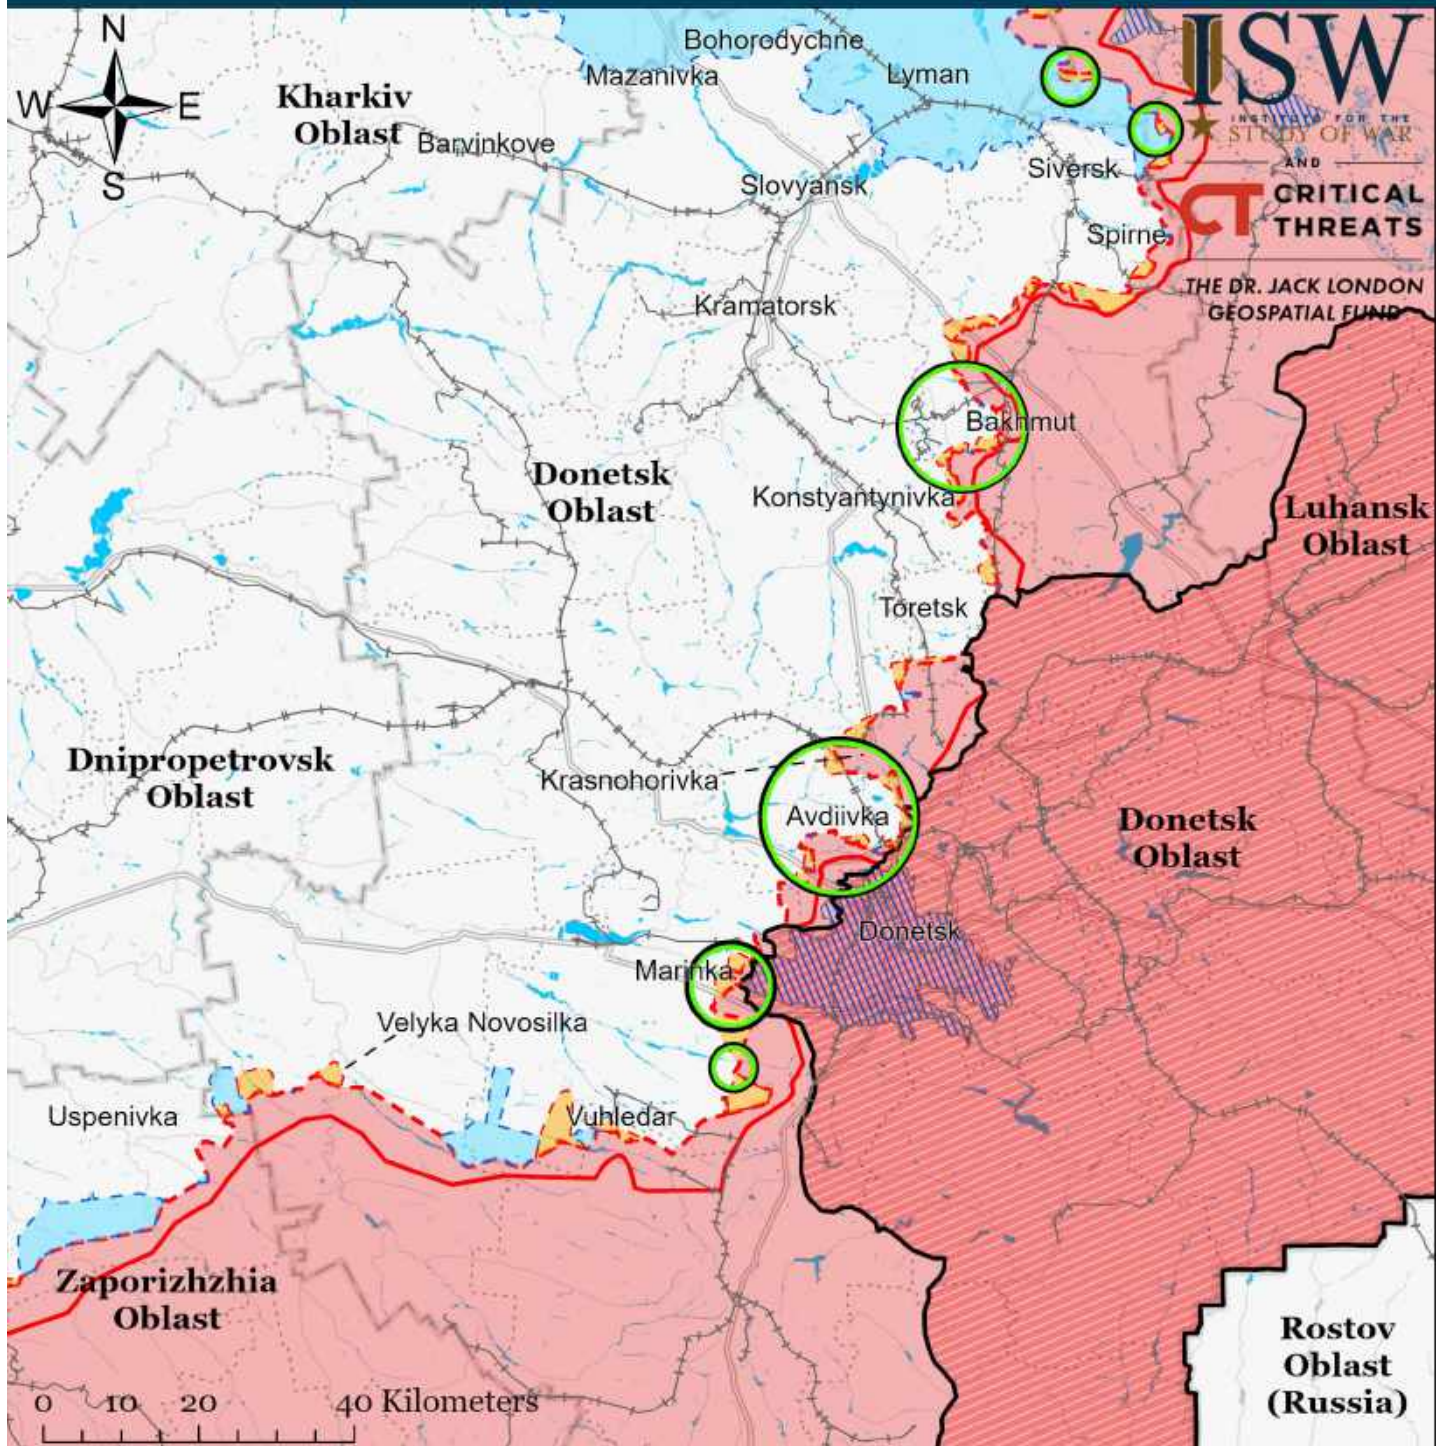 N
W E
S
Kharkiv
Oblast
Barvinkove
Mazanivka
Bohorodychne
Lyman
Slovyansk
Siversk
Spirne
Kramatorsk
ISW
INSTITUTE FOR THE
STUDY OF WAR
AND
CT CRITICAL
THREATS
THE DR. JACK LONDON
GEOSPATIAL FUND
Bakhmut
Donetsk
Oblast
Konstyantynivka
Luhansk
Oblast
Toretsk
Dnipropetrovsk
Oblast
Krasnohorivka
Avdiivka
Donetsk
Oblast
Donetsk
Marinka
Velyka Novosilka
Uspenivka
Vuhledar
Zaporizhzhia
Oblast
Rostov
Oblast
(Russia)
0 10 20 40 Kilometers